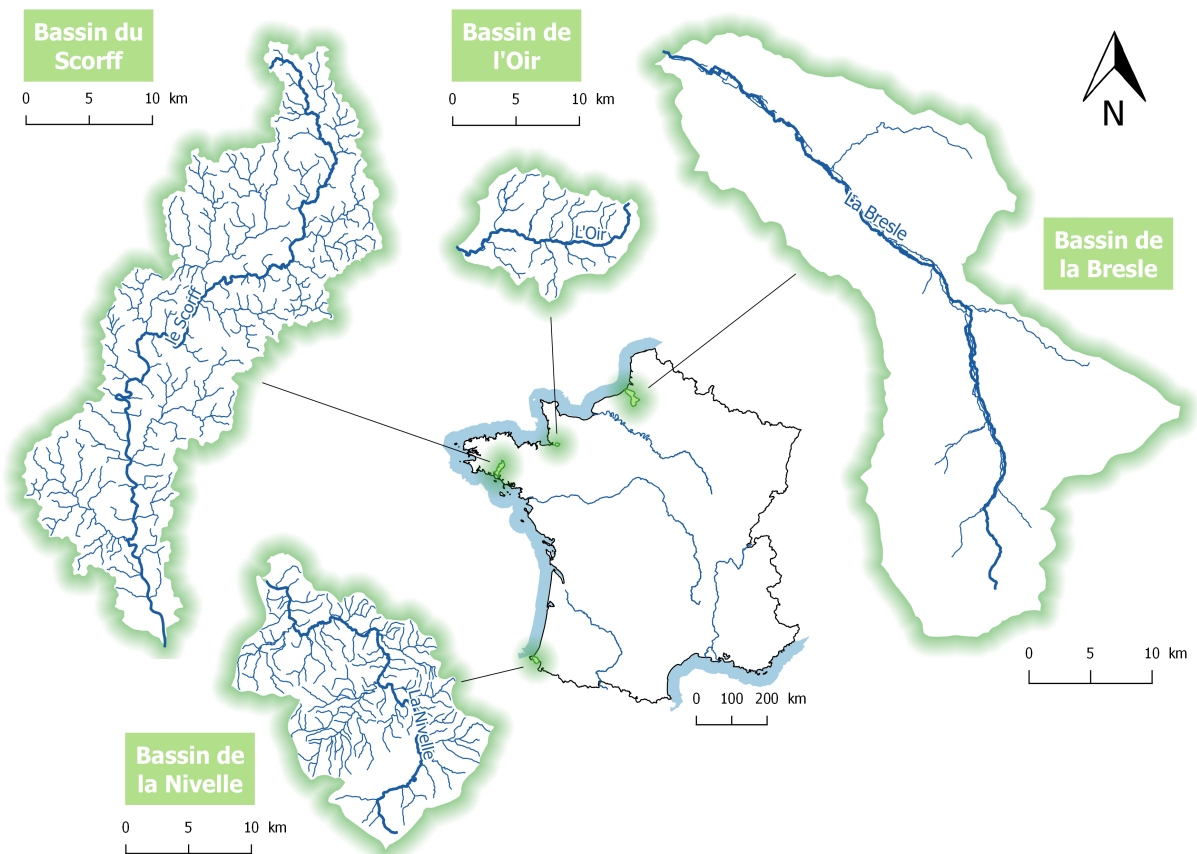 Bassin du
Scorff
0 5 10 km
Bassin de
l'Oir
0 5 10 km
N
La Bresle
L'Oir
Bassin de
la Bresle
le Scorff
0 5 10 km
0 100 200 km
La Nivelle
Bassin de
la Nivelle
0 5 10 km